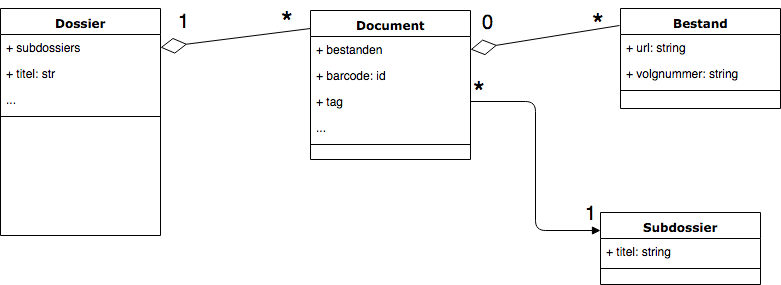 Dossier
+ subdossiers
+ titel: str
...
1
*
Document
+ bestanden
+ barcode: id
+ tag
...
0
*
Bestand
+ url: string
+ volgnummer: string
*
1
Subdossier
+ titel: string